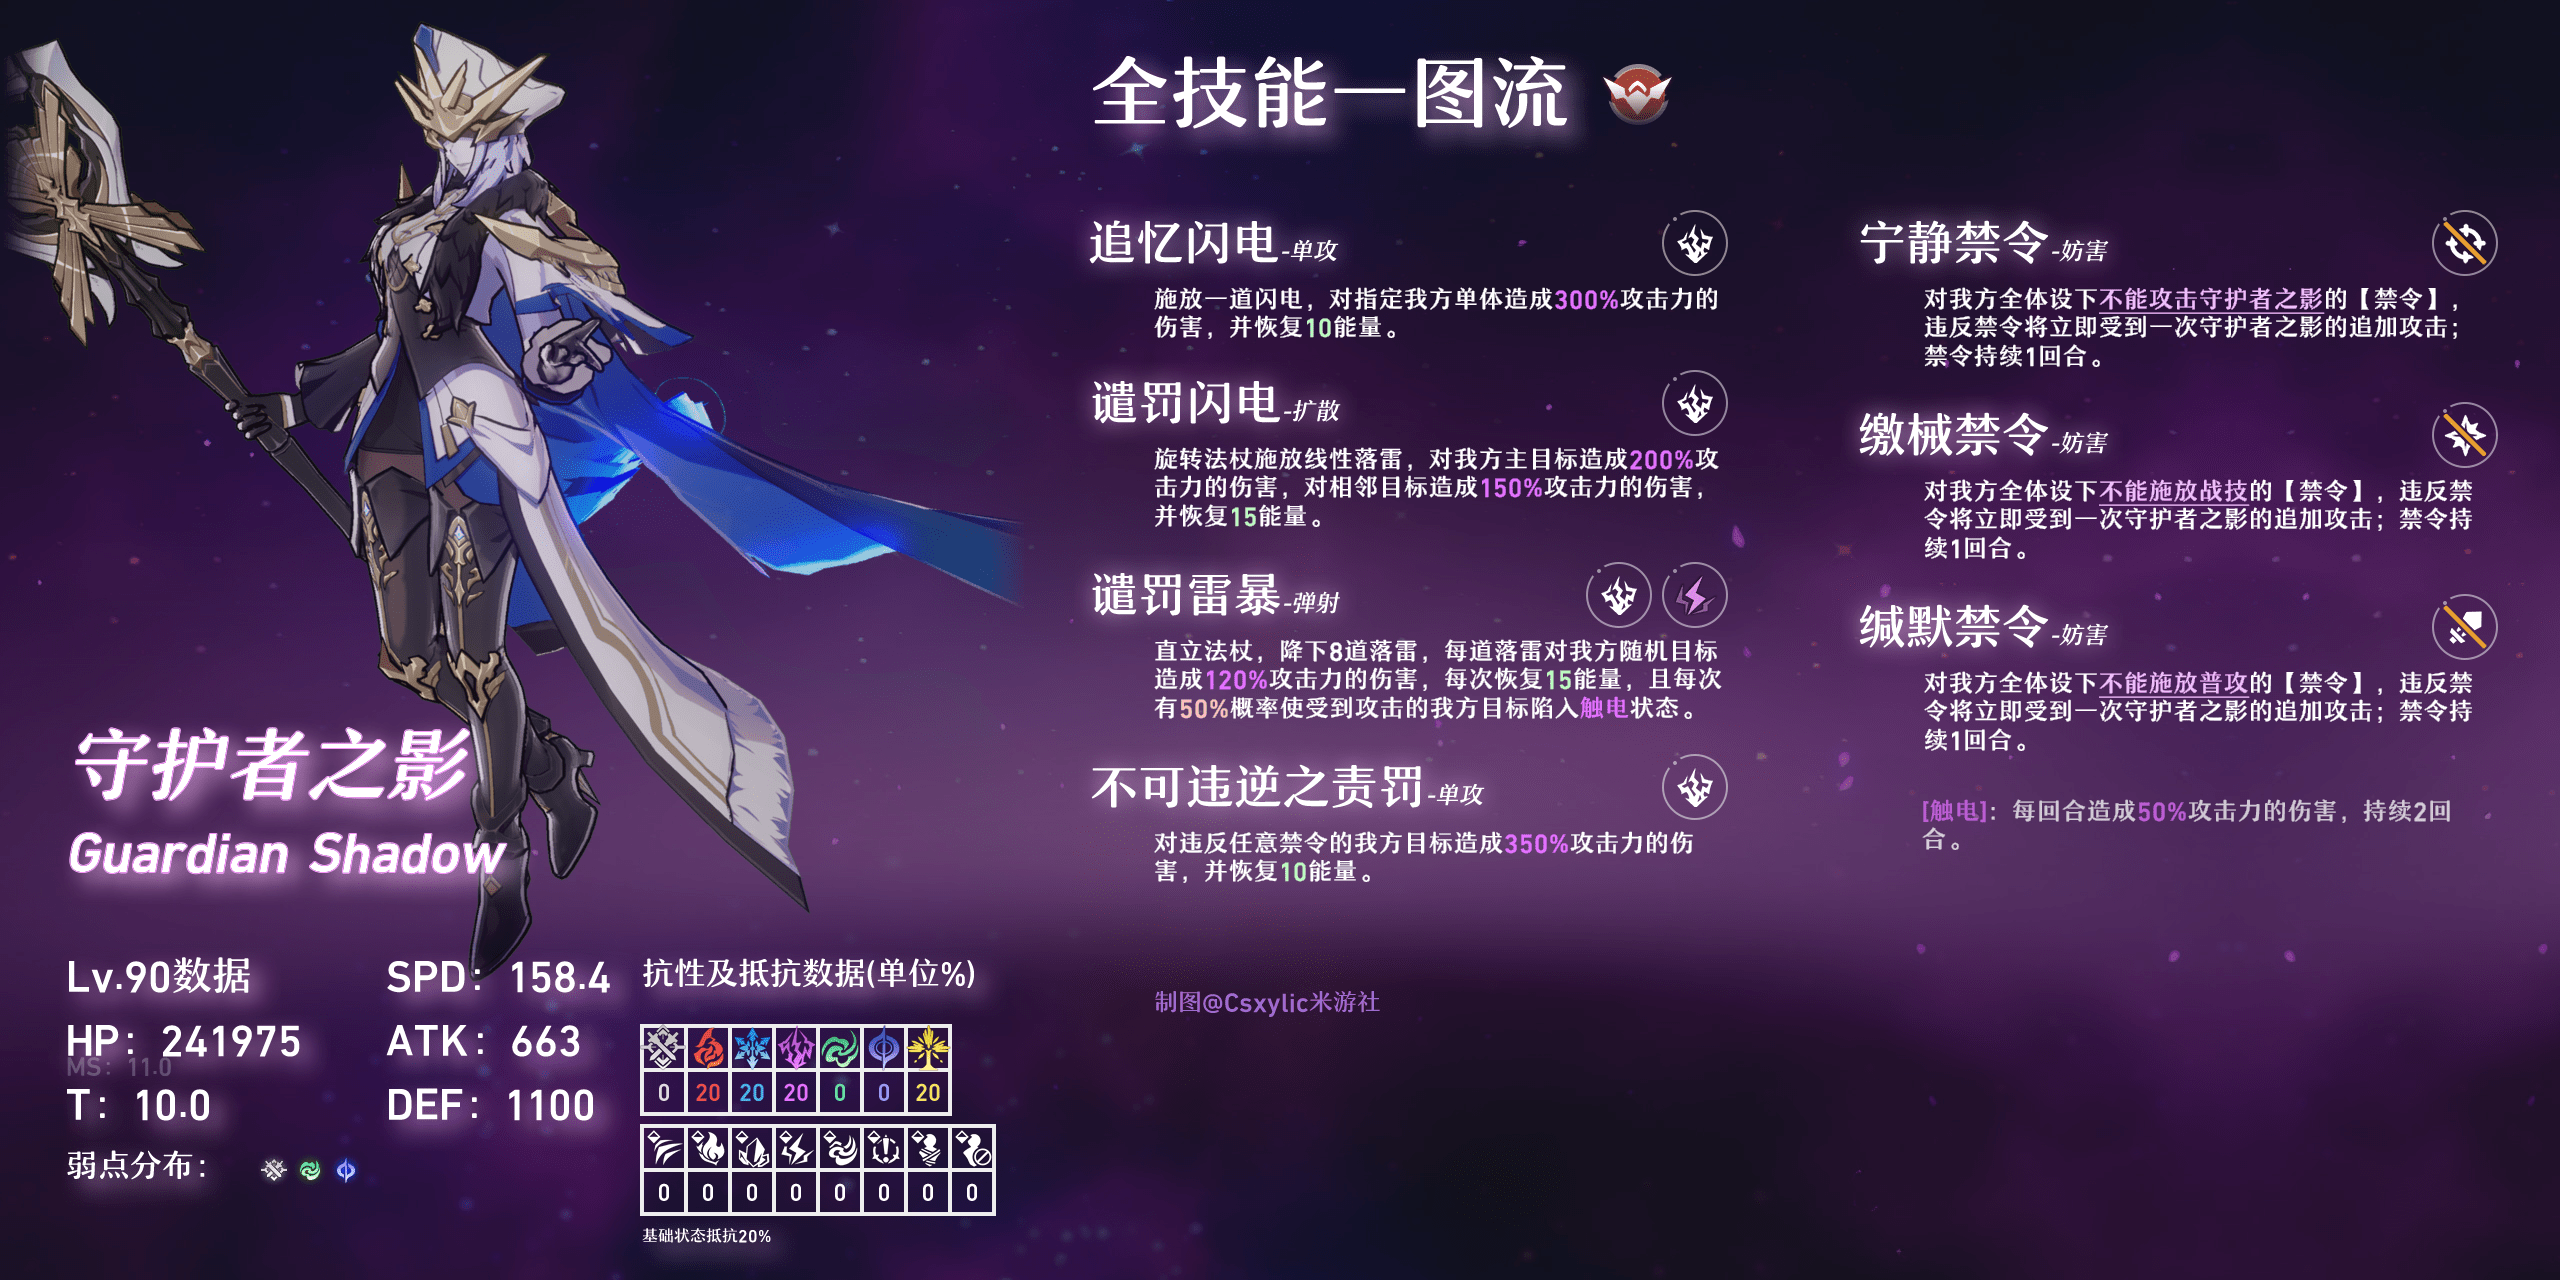 全技能一图流
追忆闪电-单攻
施放一道闪电，对指定我方单体造成300%攻击力的
伤害，并恢复10能量。
谴罚闪电-扩散
旋转法杖施放线性落雷，对我方主目标造成200%攻
击力的伤害，对相邻目标造成150%攻击力的伤害，
并恢复15能量。
谴罚雷暴-弹射
直立法杖，降下8道落雷，每道落雷对我方随机目标
造成120%攻击力的伤害，每次恢复15能量，且每次
有50%概率使受到攻击的我方目标陷入触电状态。
不可违逆之责罚-单攻
对违反任意禁令的我方目标造成350%攻击力的伤
害，并恢复10能量。
制图@Csxylic米游社
宁静禁令-妨害
对我方全体设下不能攻击守护者之影的【禁令】，
违反禁令将立即受到一次守护者之影的追加攻击；
禁令持续1回合。
缴械禁令-妨害
对我方全体设下不能施放战技的【禁令】，违反禁
令将立即受到一次守护者之影的追加攻击；禁令持
续1回合。
缄默禁令-妨害
对我方全体设下不能施放普攻的【禁令】，违反禁
令将立即受到一次守护者之影的追加攻击；禁令持
续1回合。
[触电]：每回合造成50%攻击力的伤害，持续2回
合。
守护者之影
Guardian Shadow
Lv.90数据 SPD：158.4
HP：241975 ATK：663
MS：11.0
T：10.0 DEF：1100
弱点分布：
抗性及抵抗数据(单位%)
0 20 20 20 0 0 20
0 0 0 0 0 0 0 0
基础状态抵抗20%